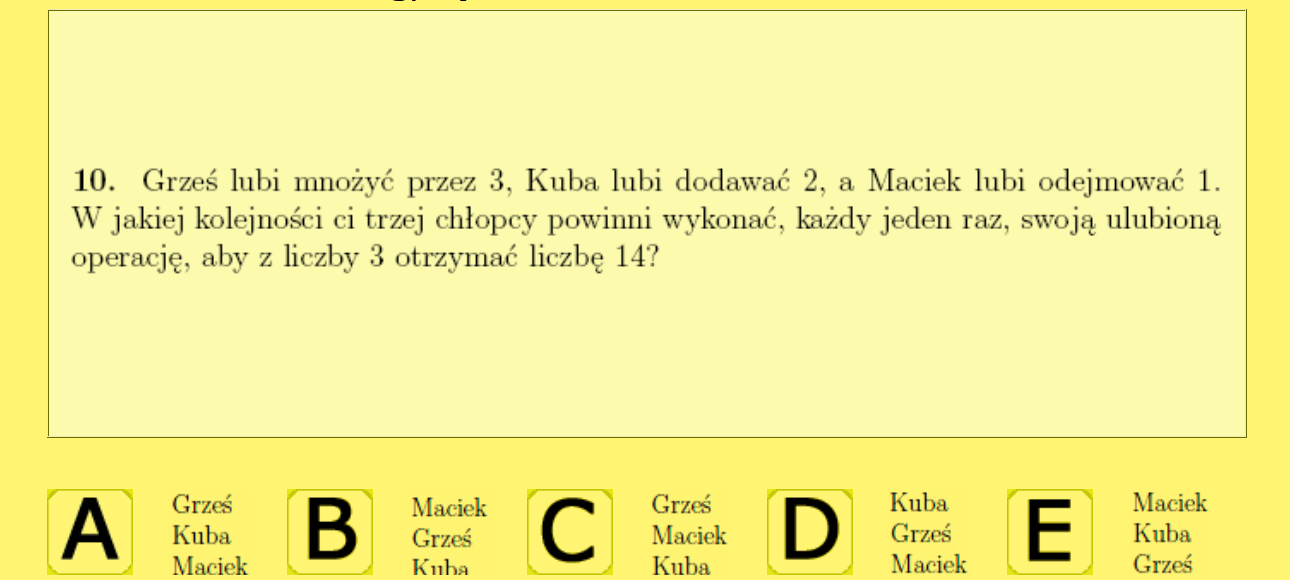 10. Grześ lubi mnożyć przez 3, Kuba lubi dodawać 2, a Maciek lubi odejmować 1.
W jakiej kolejności ci trzej chłopcy powinni wykonać, każdy jeden raz, swoją ulubioną
operację, aby z liczby 3 otrzymać liczbę 14?
A
Grześ
Kuba
Maciek
B
Maciek
Grześ
Kuba
C
Grześ
Maciek
Kuba
D
Kuba
Grześ
Maciek
E
Maciek
Kuba
Grześ